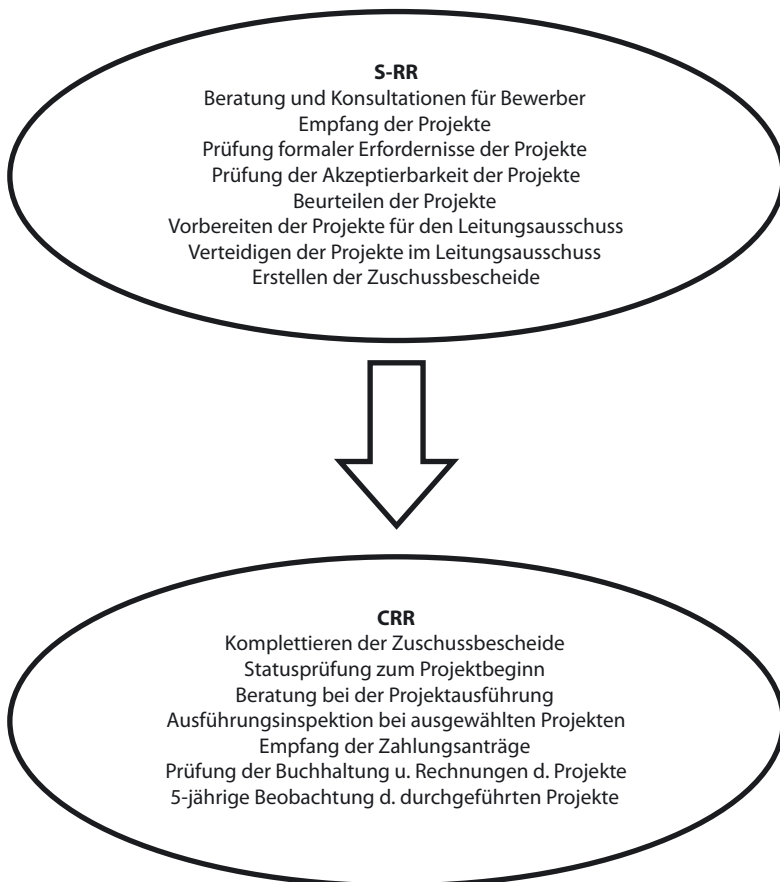 S-RR
Beratung und Konsultationen für Bewerber
Empfang der Projekte
Prüfung formaler Erfordernisse der Projekte
Prüfung der Akzeptierbarkeit der Projekte
Beurteilen der Projekte
Vorbereiten der Projekte für den Leitungsausschuss
Verteidigen der Projekte im Leitungsausschuss
Erstellen der Zuschussbescheide
CRR
Komplettieren der Zuschussbescheide
Statusprüfung zum Projektbeginn
Beratung bei der Projektausführung
Ausführungsinspektion bei ausgewählten Projekten
Empfang der Zahlungsanträge
Prüfung der Buchhaltung u. Rechnungen d. Projekte
5-jährige Beobachtung d. durchgeführten Projekte